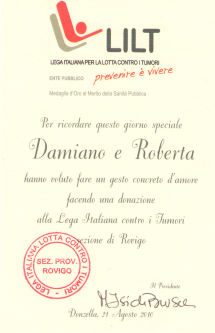 LILT
LEGA ITALIANA PER LA LOTTA CONTRO I TUMORI
ENTE PUBBLICO
prevenire è vivere
Medaglia d'Oro al Merito della Sanità Pubblica
Per ricordare questo giorno speciale
Damiano e Roberta
hanno voluto fare un gesto concreto d'amore
facendo una donazione
alla Lega Italiana contro i Tumori
Sezione di Rovigo
LEGA ITALIANA LOTTA CONTRO I TUMORI
SEZ. PROV.
ROVIGO
Il Presidente
Donzella, 21 Agosto 2010